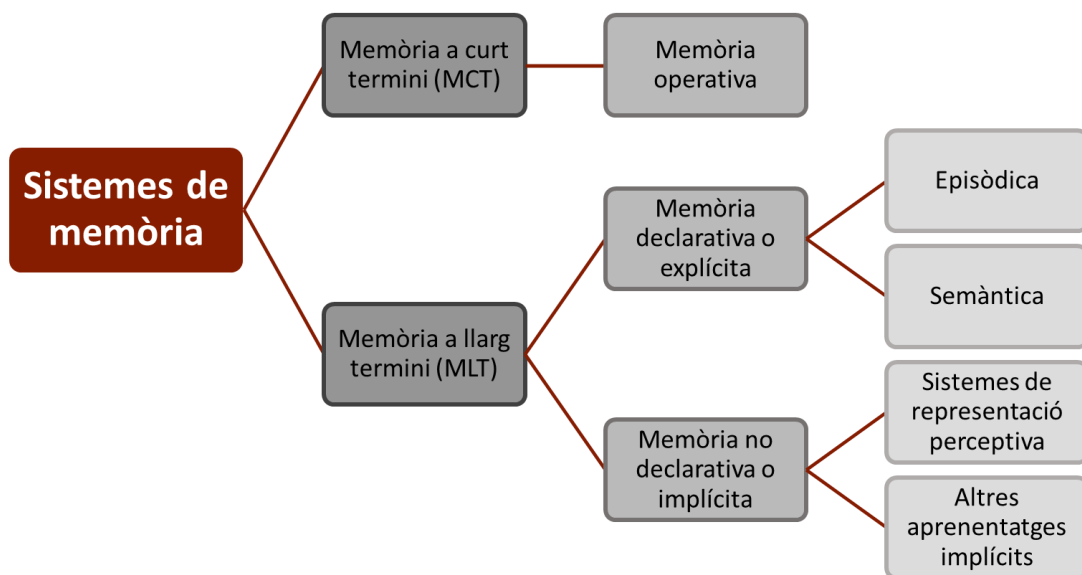 Sistemes de
memòria
Memòria a curt
termini (MCT)
Memòria
operativa
Memòria a llarg
termini (MLT)
Memòria
declarativa o
explícita
Episòdica
Semàntica
Memòria no
declarativa o
implícita
Sistemes de
representació
perceptiva
Altres
aprenentatges
implícits